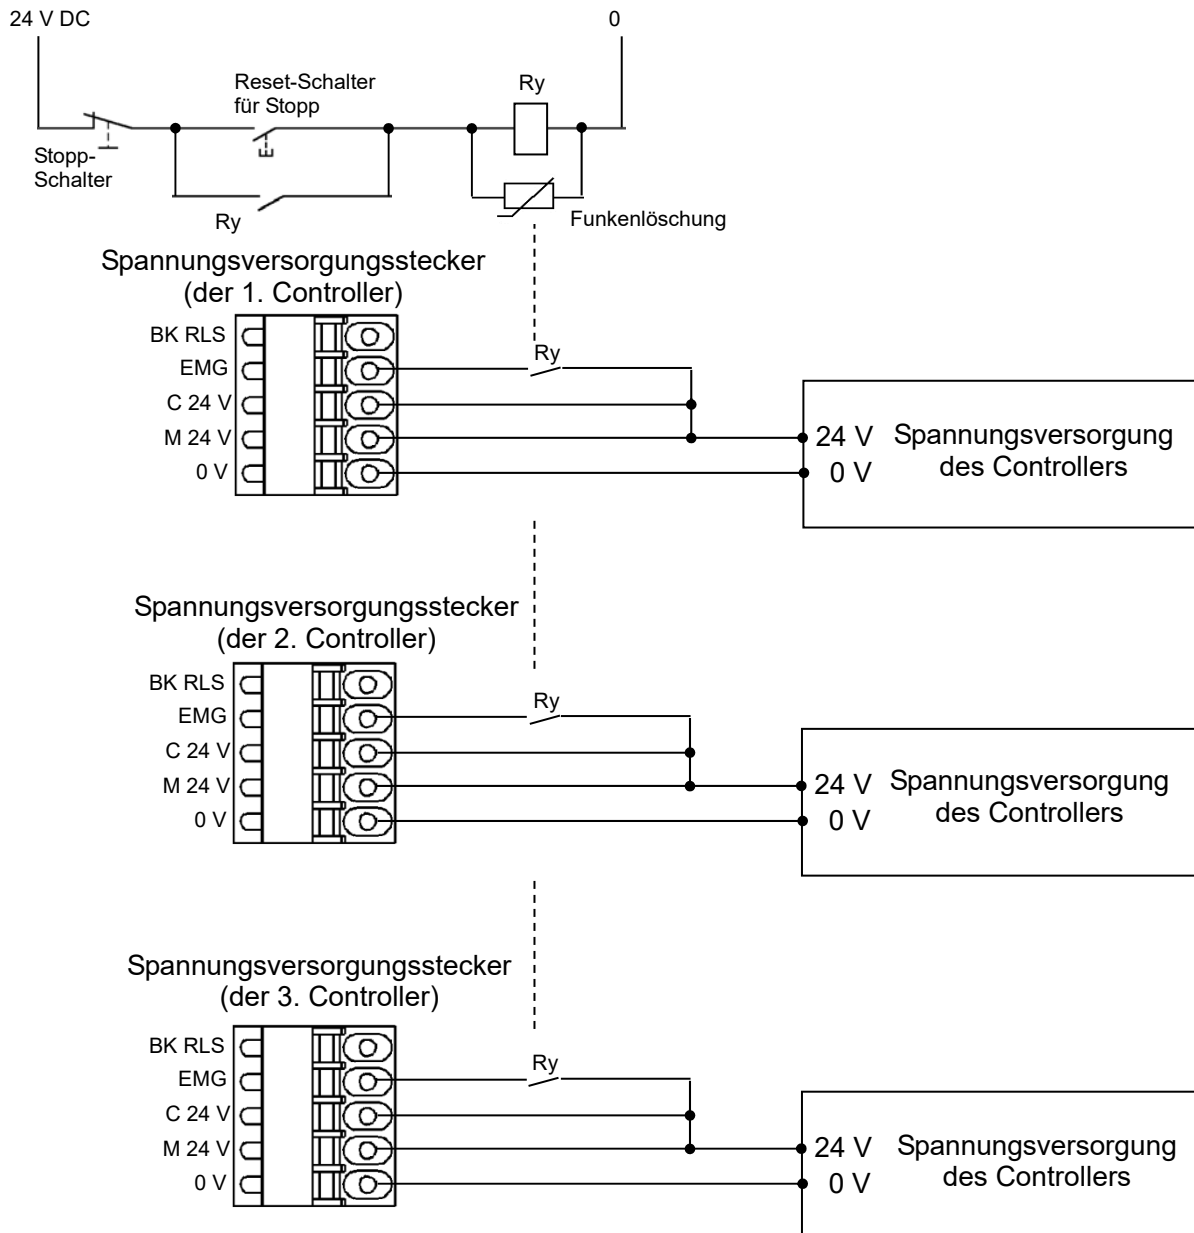 24 V DC
0
Reset-Schalter
für Stopp
Ry
Stopp-
Schalter
Ry
Funkenlöschung
Spannungsversorgungsstecker
(der 1. Controller)
BK RLS
EMG
C 24 V
M 24 V
0 V
Ry
24 V
0 V
Spannungsversorgung
des Controllers
Spannungsversorgungsstecker
(der 2. Controller)
BK RLS
EMG
C 24 V
M 24 V
0 V
Ry
24 V
0 V
Spannungsversorgung
des Controllers
Spannungsversorgungsstecker
(der 3. Controller)
BK RLS
EMG
C 24 V
M 24 V
0 V
Ry
24 V
0 V
Spannungsversorgung
des Controllers